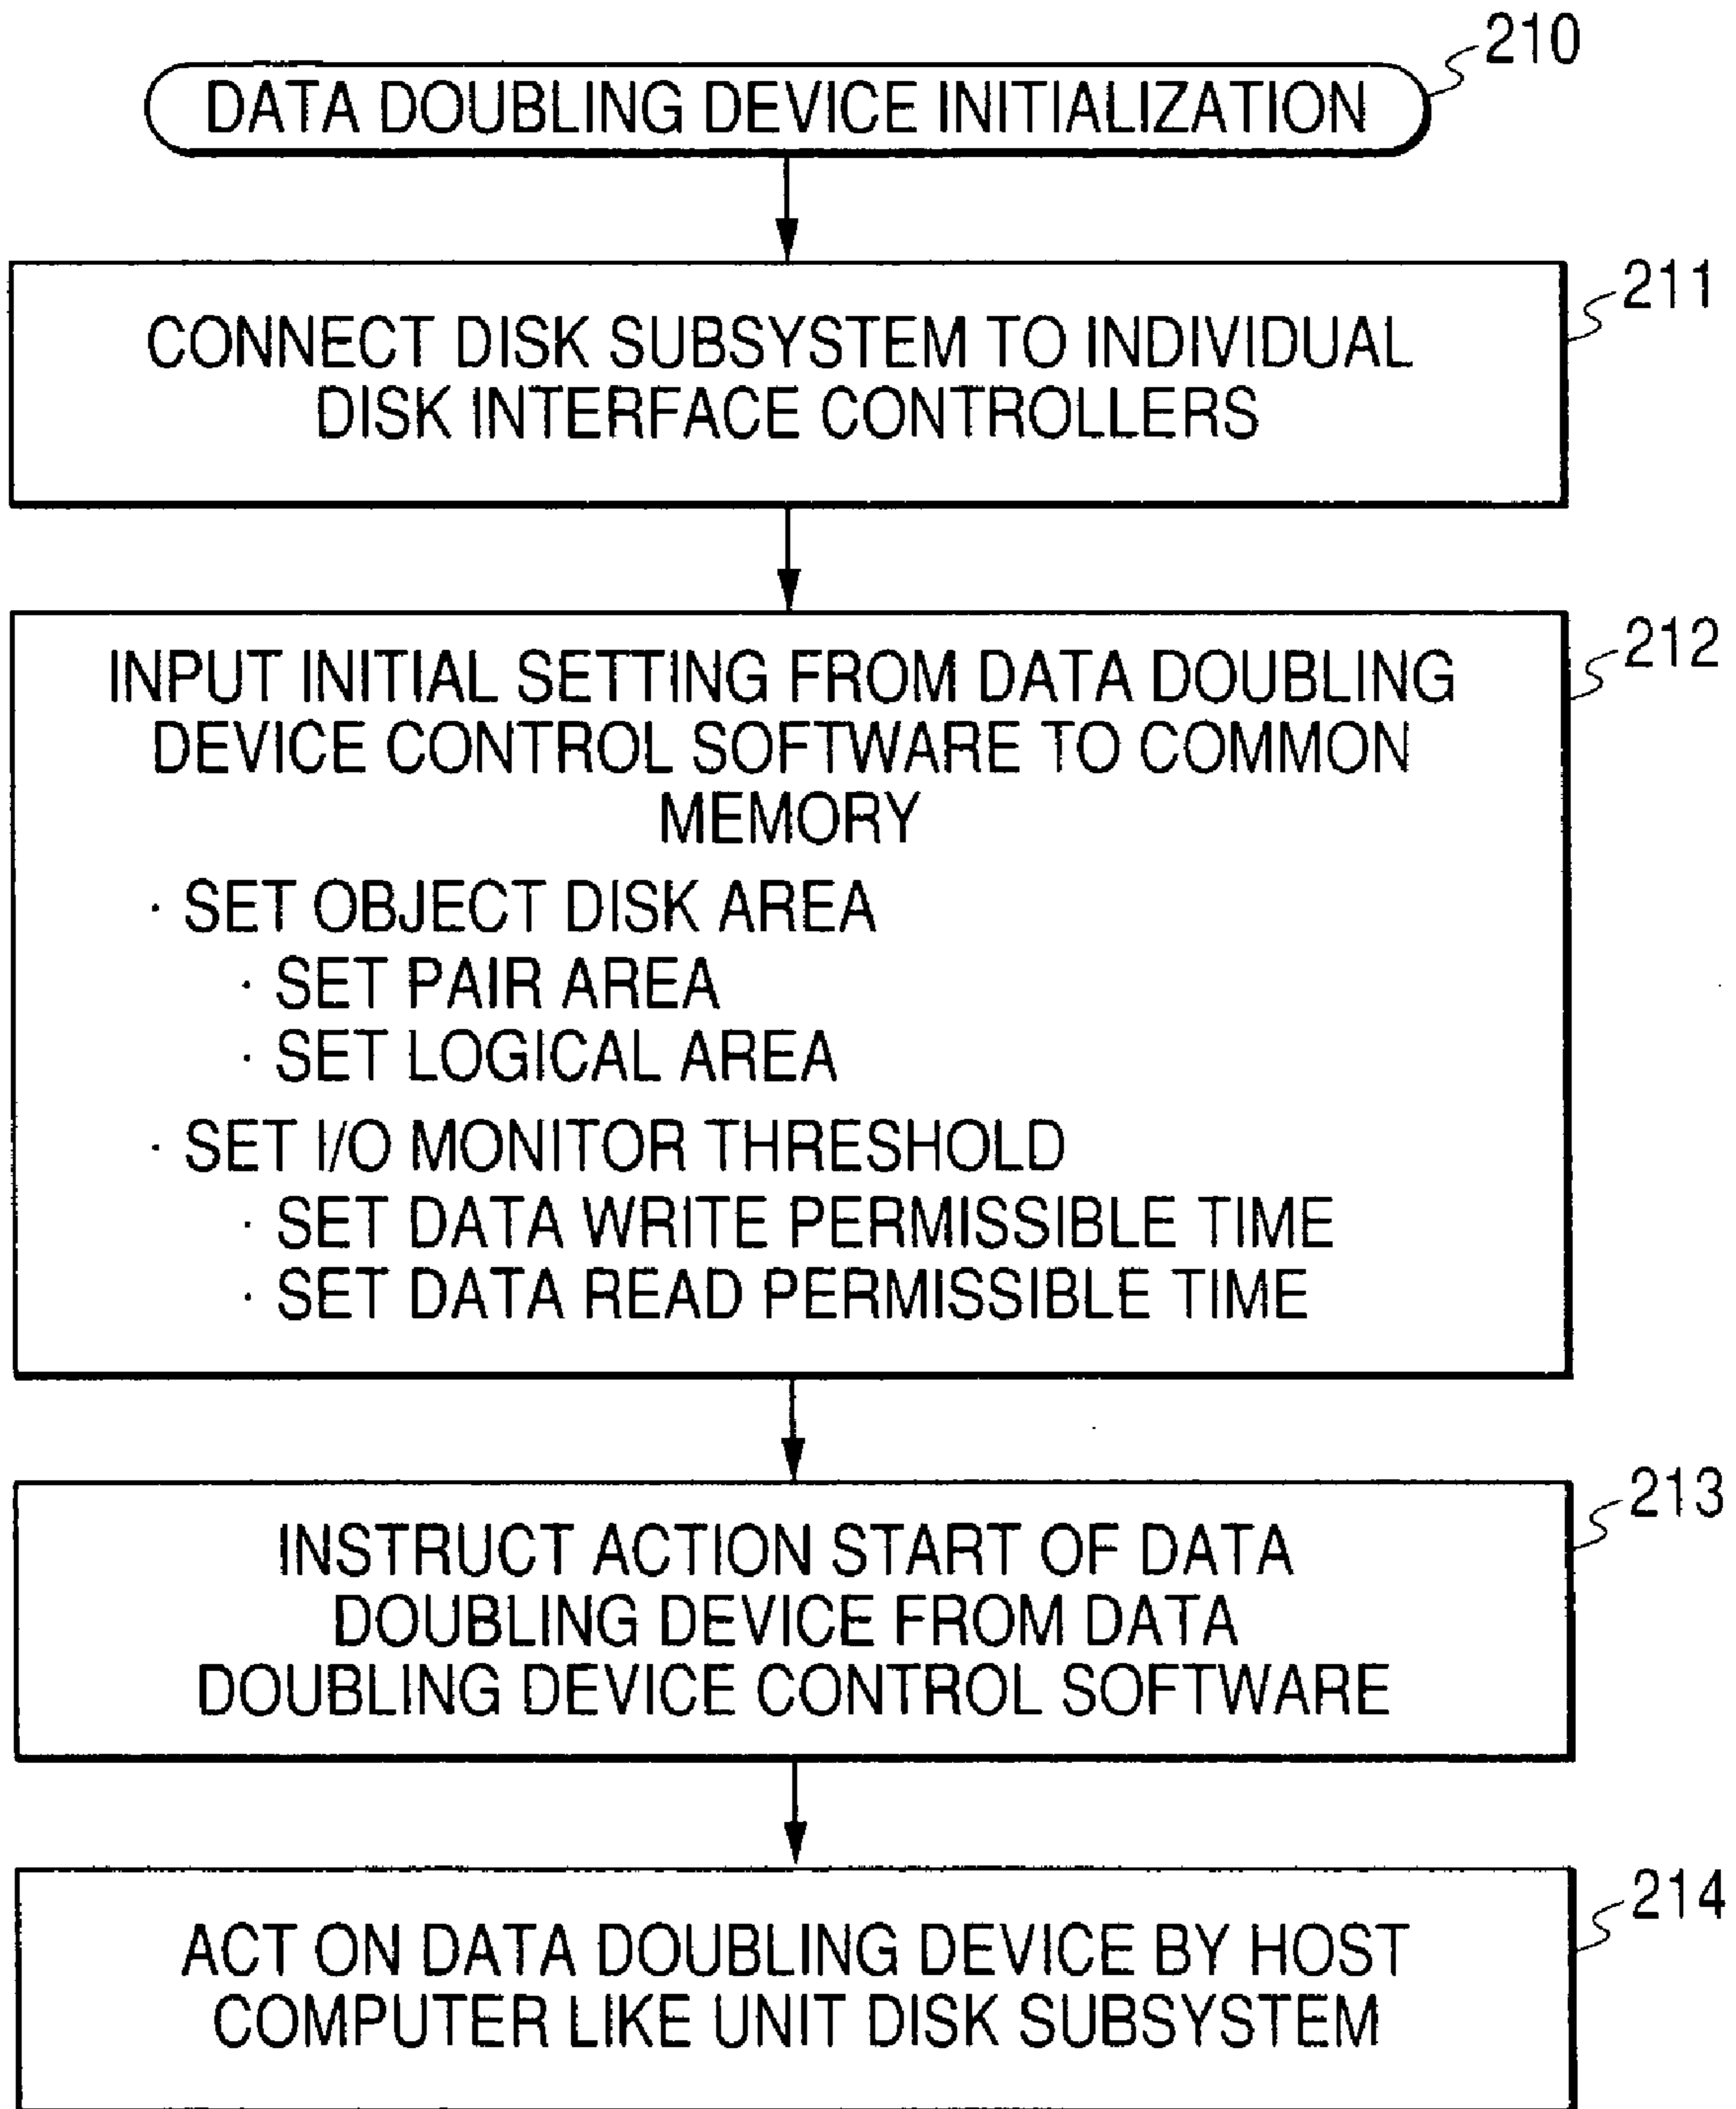 210
DATA DOUBLING DEVICE INITIALIZATION
211
CONNECT DISK SUBSYSTEM TO INDIVIDUAL
DISK INTERFACE CONTROLLERS
212
INPUT INITIAL SETTING FROM DATA DOUBLING
DEVICE CONTROL SOFTWARE TO COMMON
MEMORY
· SET OBJECT DISK AREA
· SET PAIR AREA
· SET LOGICAL AREA
· SET I/O MONITOR THRESHOLD
· SET DATA WRITE PERMISSIBLE TIME
· SET DATA READ PERMISSIBLE TIME
213
INSTRUCT ACTION START OF DATA
DOUBLING DEVICE FROM DATA
DOUBLING DEVICE CONTROL SOFTWARE
214
ACT ON DATA DOUBLING DEVICE BY HOST
COMPUTER LIKE UNIT DISK SUBSYSTEM